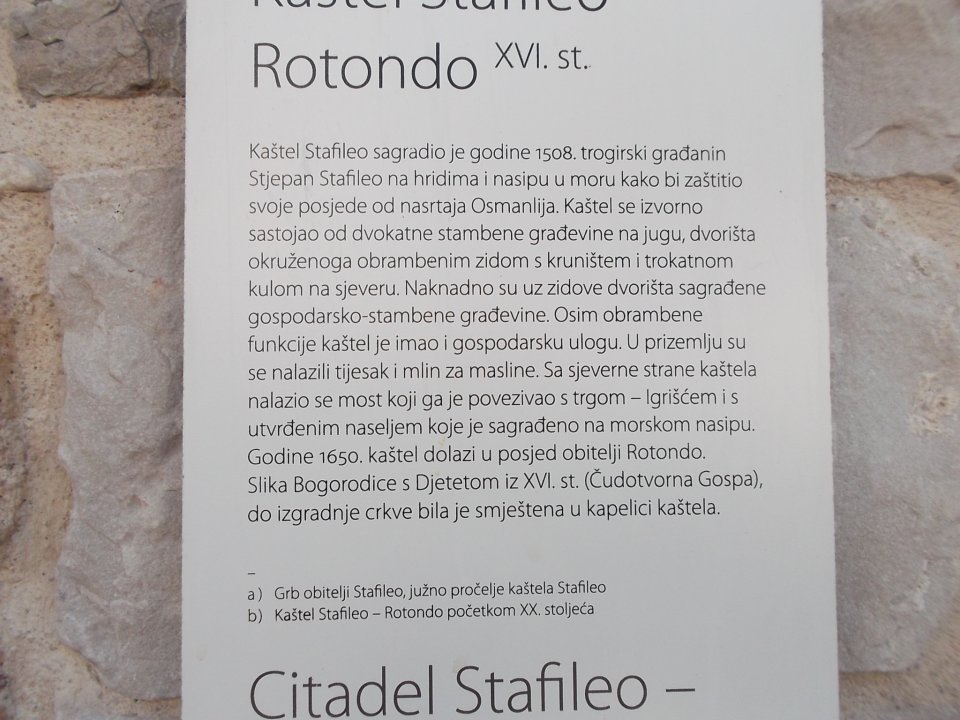 Kaštel Stafileo
Rotondo XVI. st.
Kaštel Stafileo sagradio je godine 1508. trogirski građanin
Stjepan Stafileo na hridima i nasipu u moru kako bi zaštitio
svoje posjede od nasrtaja Osmanlija. Kaštel se izvorno
sastojao od dvokatne stambene građevine na jugu, dvorišta
okruženoga obrambenim zidom s kruništem i trokatnom
kulom na sjeveru. Naknadno su uz zidove dvorišta sagrađene
gospodarsko-stambene građevine. Osim obrambene
funkcije kaštel je imao i gospodarsku ulogu. U prizemlju su
se nalazili tijesak i mlin za masline. Sa sjeverne strane kaštela
nalazio se most koji ga je povezivao s trgom – Igrišćem i s
utvrđenim naseljem koje je sagrađeno na morskom nasipu.
Godine 1650. kaštel dolazi u posjed obitelji Rotondo.
Slika Bogorodice s Djetetom iz XVI. st. (Čudotvorna Gospa),
do izgradnje crkve bila je smještena u kapelici kaštela.
–
a) Grb obitelji Stafileo, južno pročelje kaštela Stafileo
b) Kaštel Stafileo – Rotondo početkom XX. stoljeća
Citadel Stafileo –